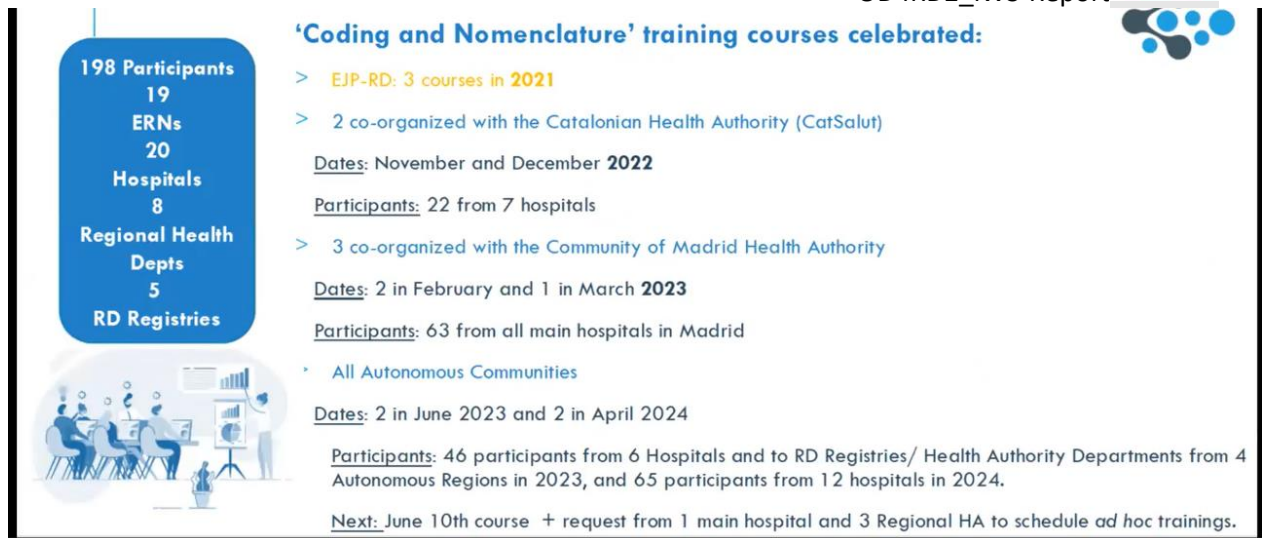 ‘Coding and Nomenclature’ training courses celebrated:
198 Participants
19
ERNs
20
Hospitals
8
Regional Health
Depts
5
RD Registries
> EJP-RD: 3 courses in 2021
> 2 co-organized with the Catalonian Health Authority (CatSalut)
Dates: November and December 2022
Participants: 22 from 7 hospitals
> 3 co-organized with the Community of Madrid Health Authority
Dates: 2 in February and 1 in March 2023
Participants: 63 from all main hospitals in Madrid
All Autonomous Communities
Dates: 2 in June 2023 and 2 in April 2024
Participants: 46 participants from 6 Hospitals and to RD Registries/ Health Authority Departments from 4
Autonomous Regions in 2023, and 65 participants from 12 hospitals in 2024.
Next: June 10th course + request from 1 main hospital and 3 Regional HA to schedule ad hoc trainings.